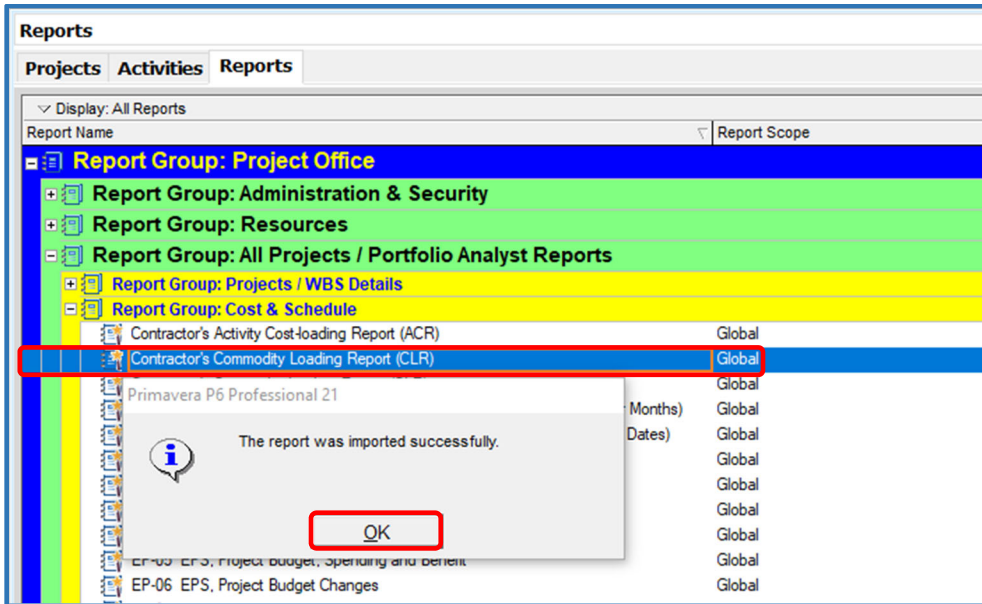 Reports
Projects Activities Reports
Display: All Reports
Report Name Report Scope
Report Group: Project Office
Report Group: Administration & Security
Report Group: Resources
Report Group: All Projects / Portfolio Analyst Reports
Report Group: Projects / WBS Details
Report Group: Cost & Schedule
Contractor's Activity Cost-loading Report (ACR) Global
Contractor's Commodity Loading Report (CLR) Global
Global
Primavera P6 Professional 21
Months) Global
The report was imported successfully.
Dates) Global
Global
Global
Global
OK
Global
EP-05 EPS, Project Budget, Spending and Benefit Global
EP-06 EPS, Project Budget Changes Global